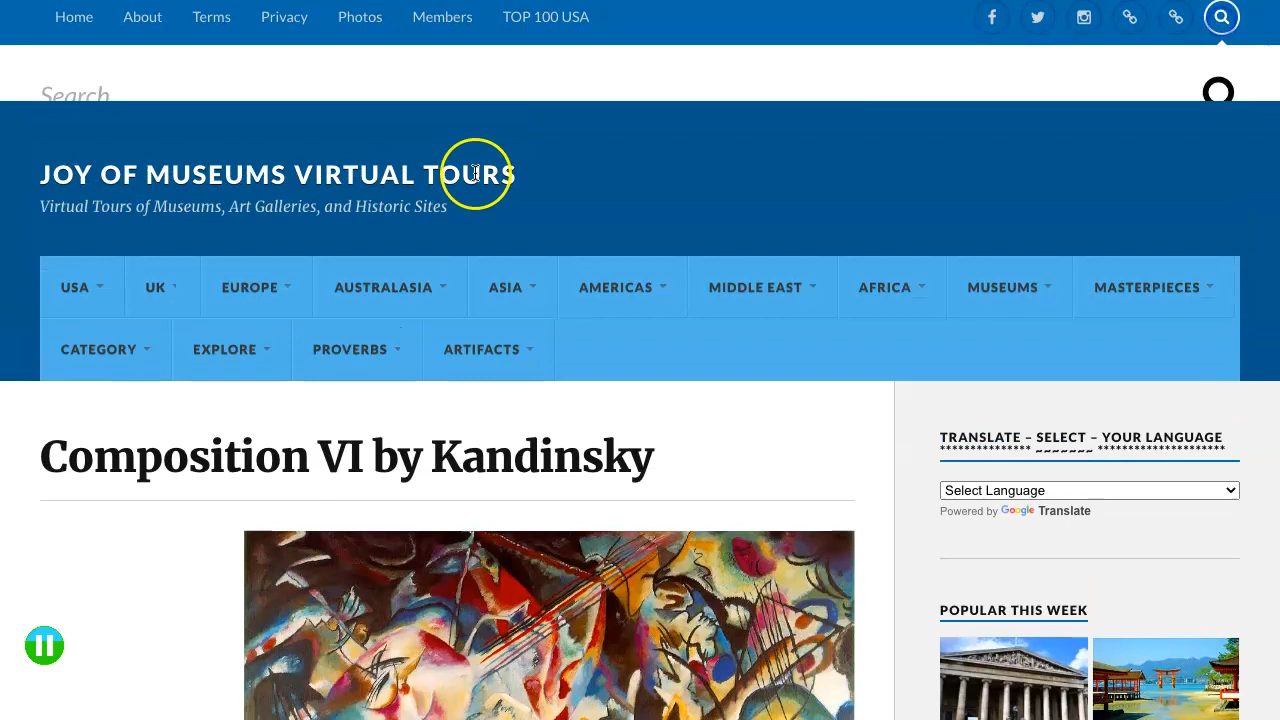 Home About Terms Privacy Photos Members TOP 100 USA
Search
JOY OF MUSEUMS VIRTUAL TOURS
Virtual Tours of Museums, Art Galleries, and Historic Sites
USA UK EUROPE AUSTRALASIA ASIA AMERICAS MIDDLE EAST AFRICA MUSEUMS MASTERPIECES
CATEGORY EXPLORE PROVERBS ARTIFACTS
Composition VI by Kandinsky
TRANSLATE – SELECT – YOUR LANGUAGE
*************** ~~~~~~~ *********************
Select Language
Powered by Google Translate
POPULAR THIS WEEK